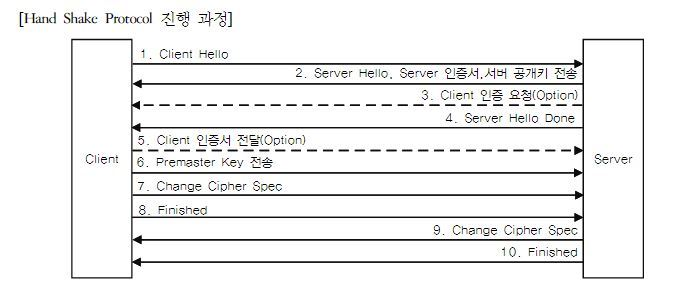 [Hand Shake Protocol 진행 과정]
1. Client Hello
2. Server Hello, Server 인증서,서버 공개키 전송
3. Client 인증 요청(Option)
4. Server Hello Done
5. Client 인증서 전달(Option)
Client
Server
6. Premaster Key 전송
7. Change Cipher Spec
8. Finished
9. Change Cipher Spec
10. Finished